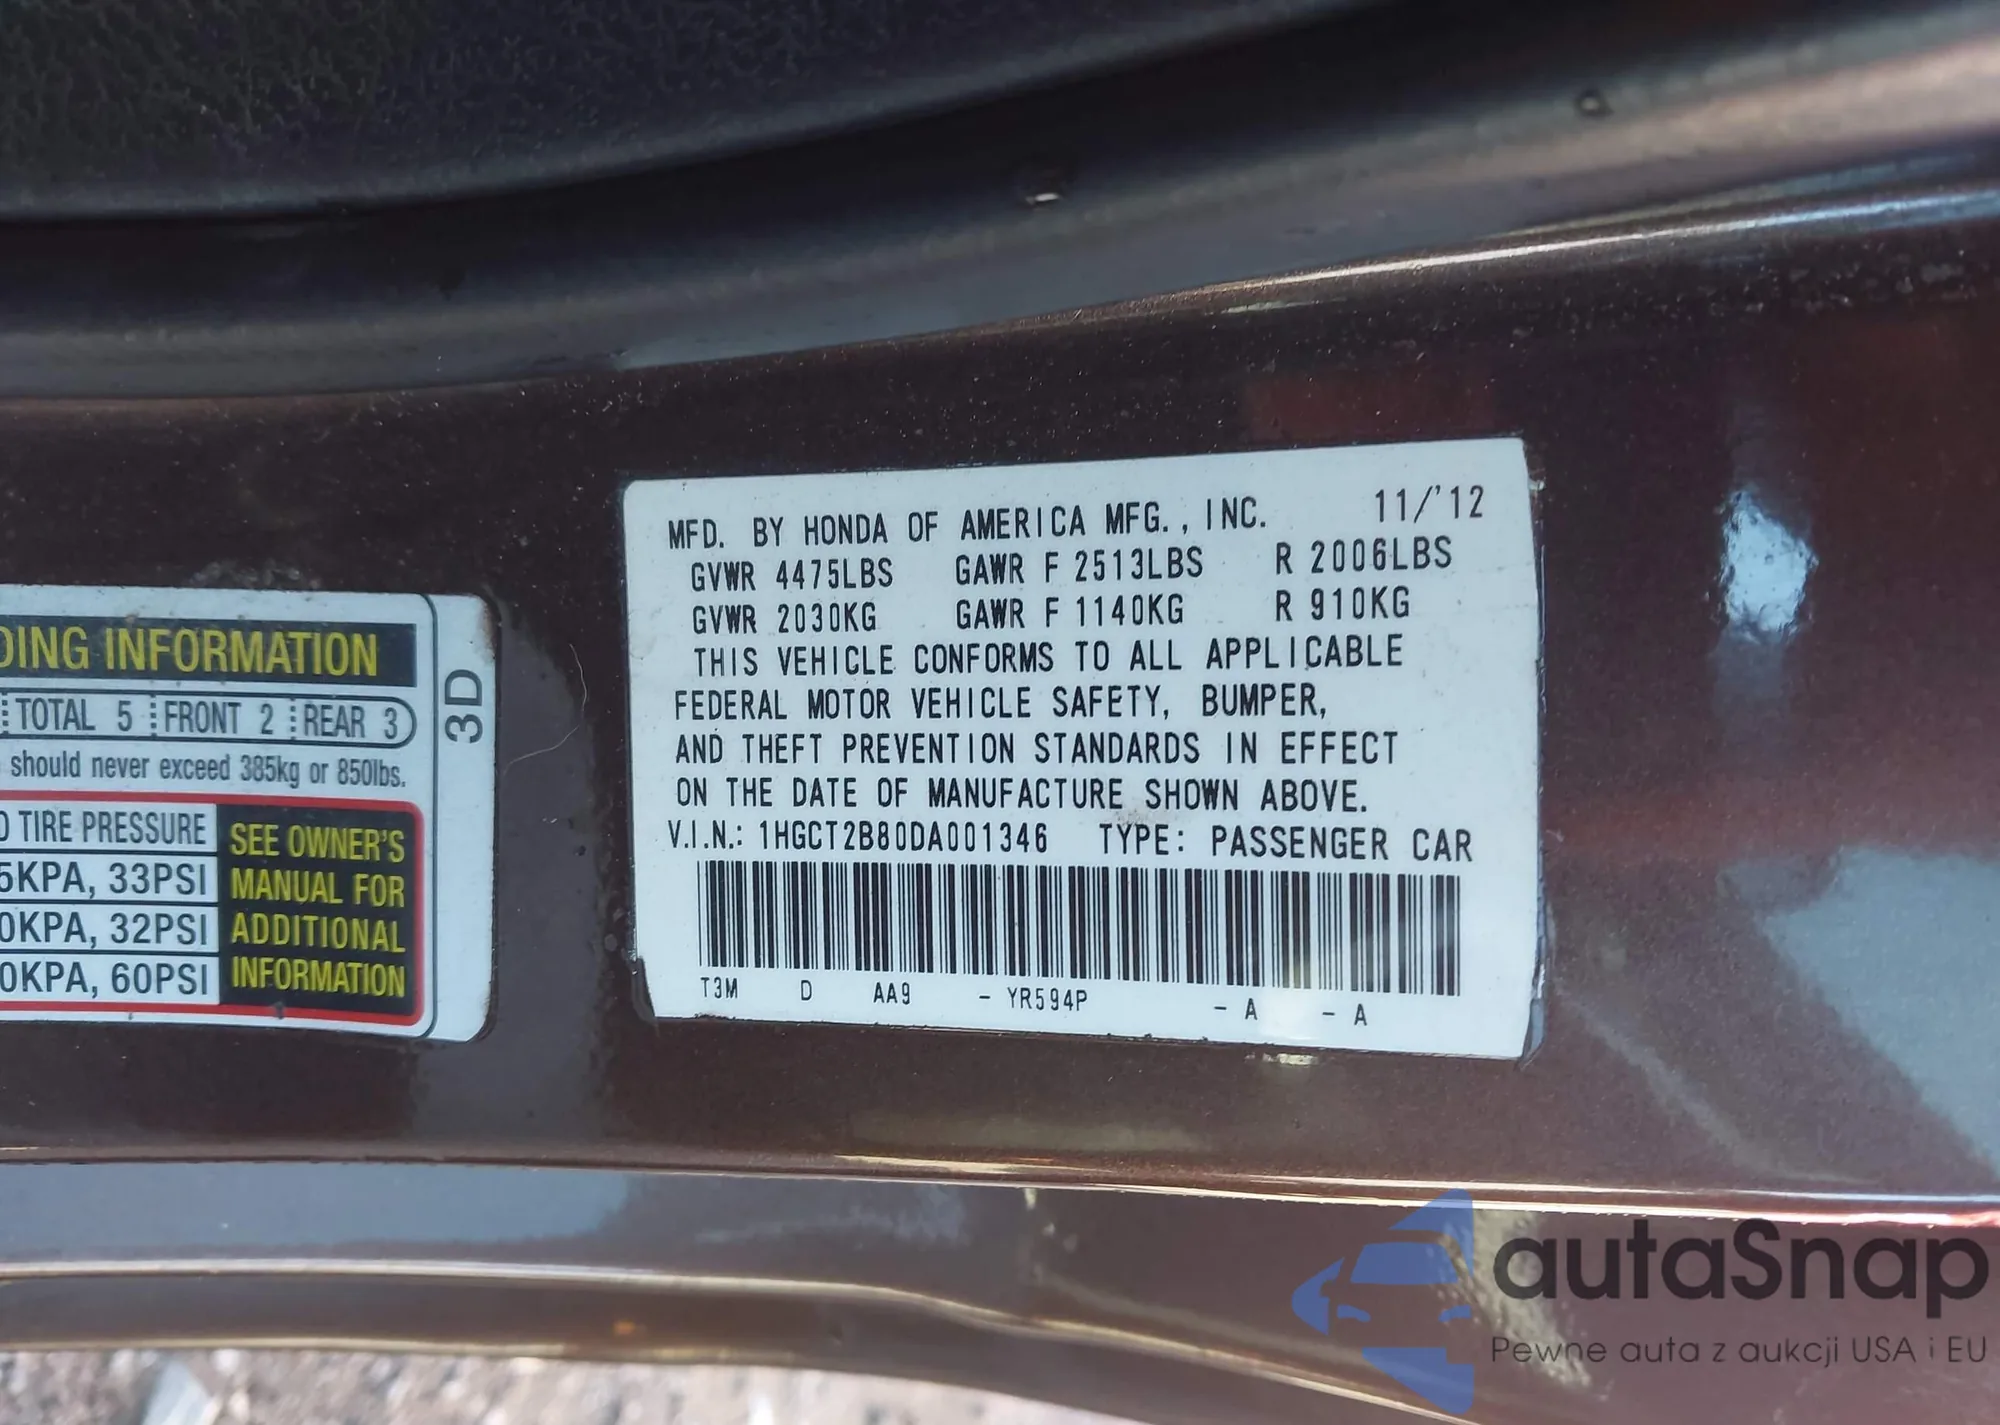 DING INFORMATION
TOTAL 5 FRONT 2 REAR 3
should never exceed 385kg or 850lbs.
TIRE PRESSURE
5KPA, 33PSI
0KPA, 32PSI
0KPA, 60PSI
SEE OWNER'S
MANUAL FOR
ADDITIONAL
INFORMATION
3D
MFD. BY HONDA OF AMERICA MFG., INC. 11/'12
GVWR 4475LBS GAWR F 2513LBS R 2006LBS
GVWR 2030KG GAWR F 1140KG R 910KG
THIS VEHICLE CONFORMS TO ALL APPLICABLE
FEDERAL MOTOR VEHICLE SAFETY, BUMPER,
AND THEFT PREVENTION STANDARDS IN EFFECT
ON THE DATE OF MANUFACTURE SHOWN ABOVE.
V.I.N.: 1HGCT2B80DA001346 TYPE: PASSENGER CAR
T3M D AA9 - YR594P - A - A
autaSnap
Pewne auta z aukcji USA i EU